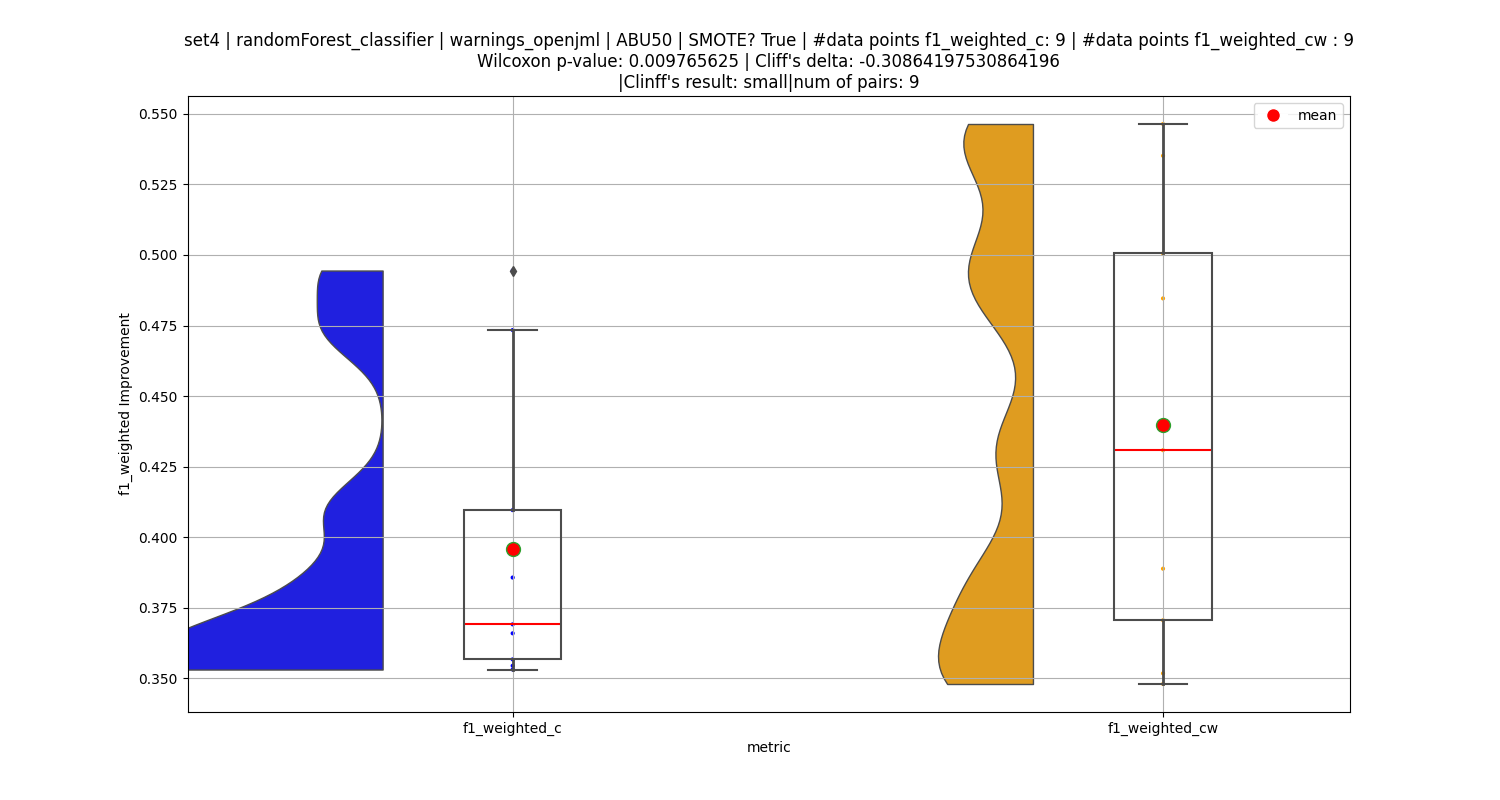 set4 | randomForest_classifier | warnings_openjml | ABU50 | SMOTE? True | #data points f1_weighted_c: 9 | #data points f1_weighted_cw : 9
Wilcoxon p-value: 0.009765625 | Cliff's delta: -0.30864197530864196
|Clinff's result: small|num of pairs: 9
mean
0.550
0.525
0.500
0.475
0.450
0.425
0.400
0.375
0.350
f1_weighted Improvement
f1_weighted_c
f1_weighted_cw
metric